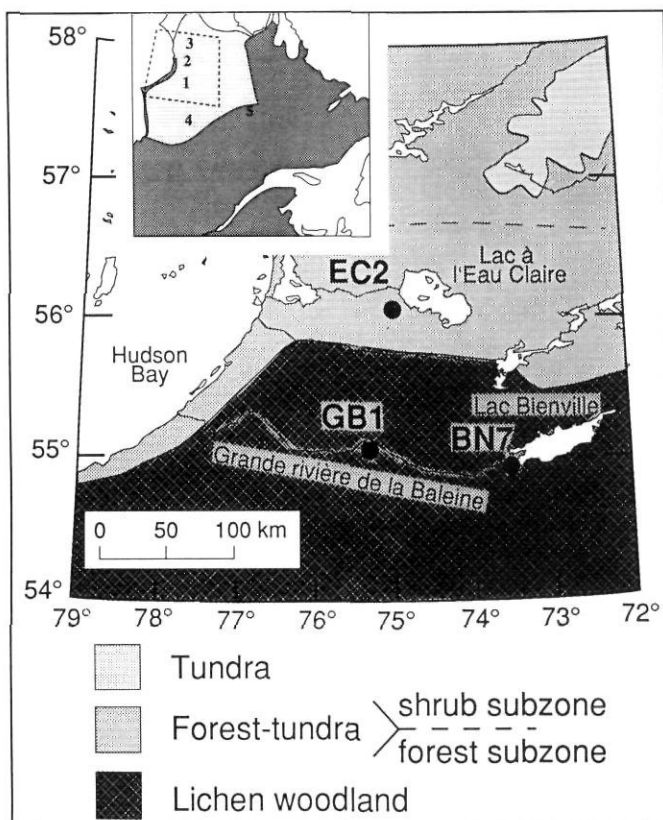 58°
57°
56°
55°
54°
3
2
1
4
5
EC2
Lac à
l'Eau Claire
Hudson
Bay
Lac Bienville
GB1
BN7
Grande rivière de la Baleine
0 50 100 km
79° 78° 77° 76° 75° 74° 73° 72°
Tundra
Forest-tundra
shrub subzone
forest subzone
Lichen woodland